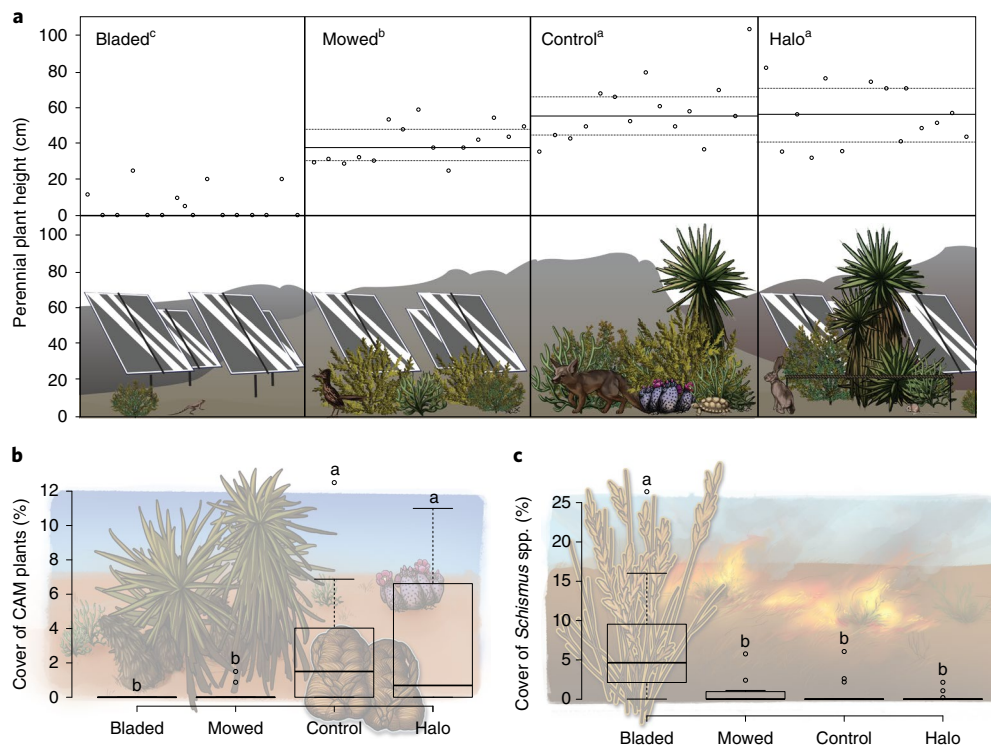 a
Perennial plant height (cm)
100
80
60
40
20
0
Bladedᶜ
Mowedᵇ
Controlᵃ
Haloᵃ
100
80
60
40
20
0
b
Cover of CAM plants (%)
12
10
8
6
4
2
0
b
b
a
a
Bladed
Mowed
Control
Halo
c
Cover of Schismus spp. (%)
25
20
15
10
5
0
a
b
b
b
Bladed
Mowed
Control
Halo